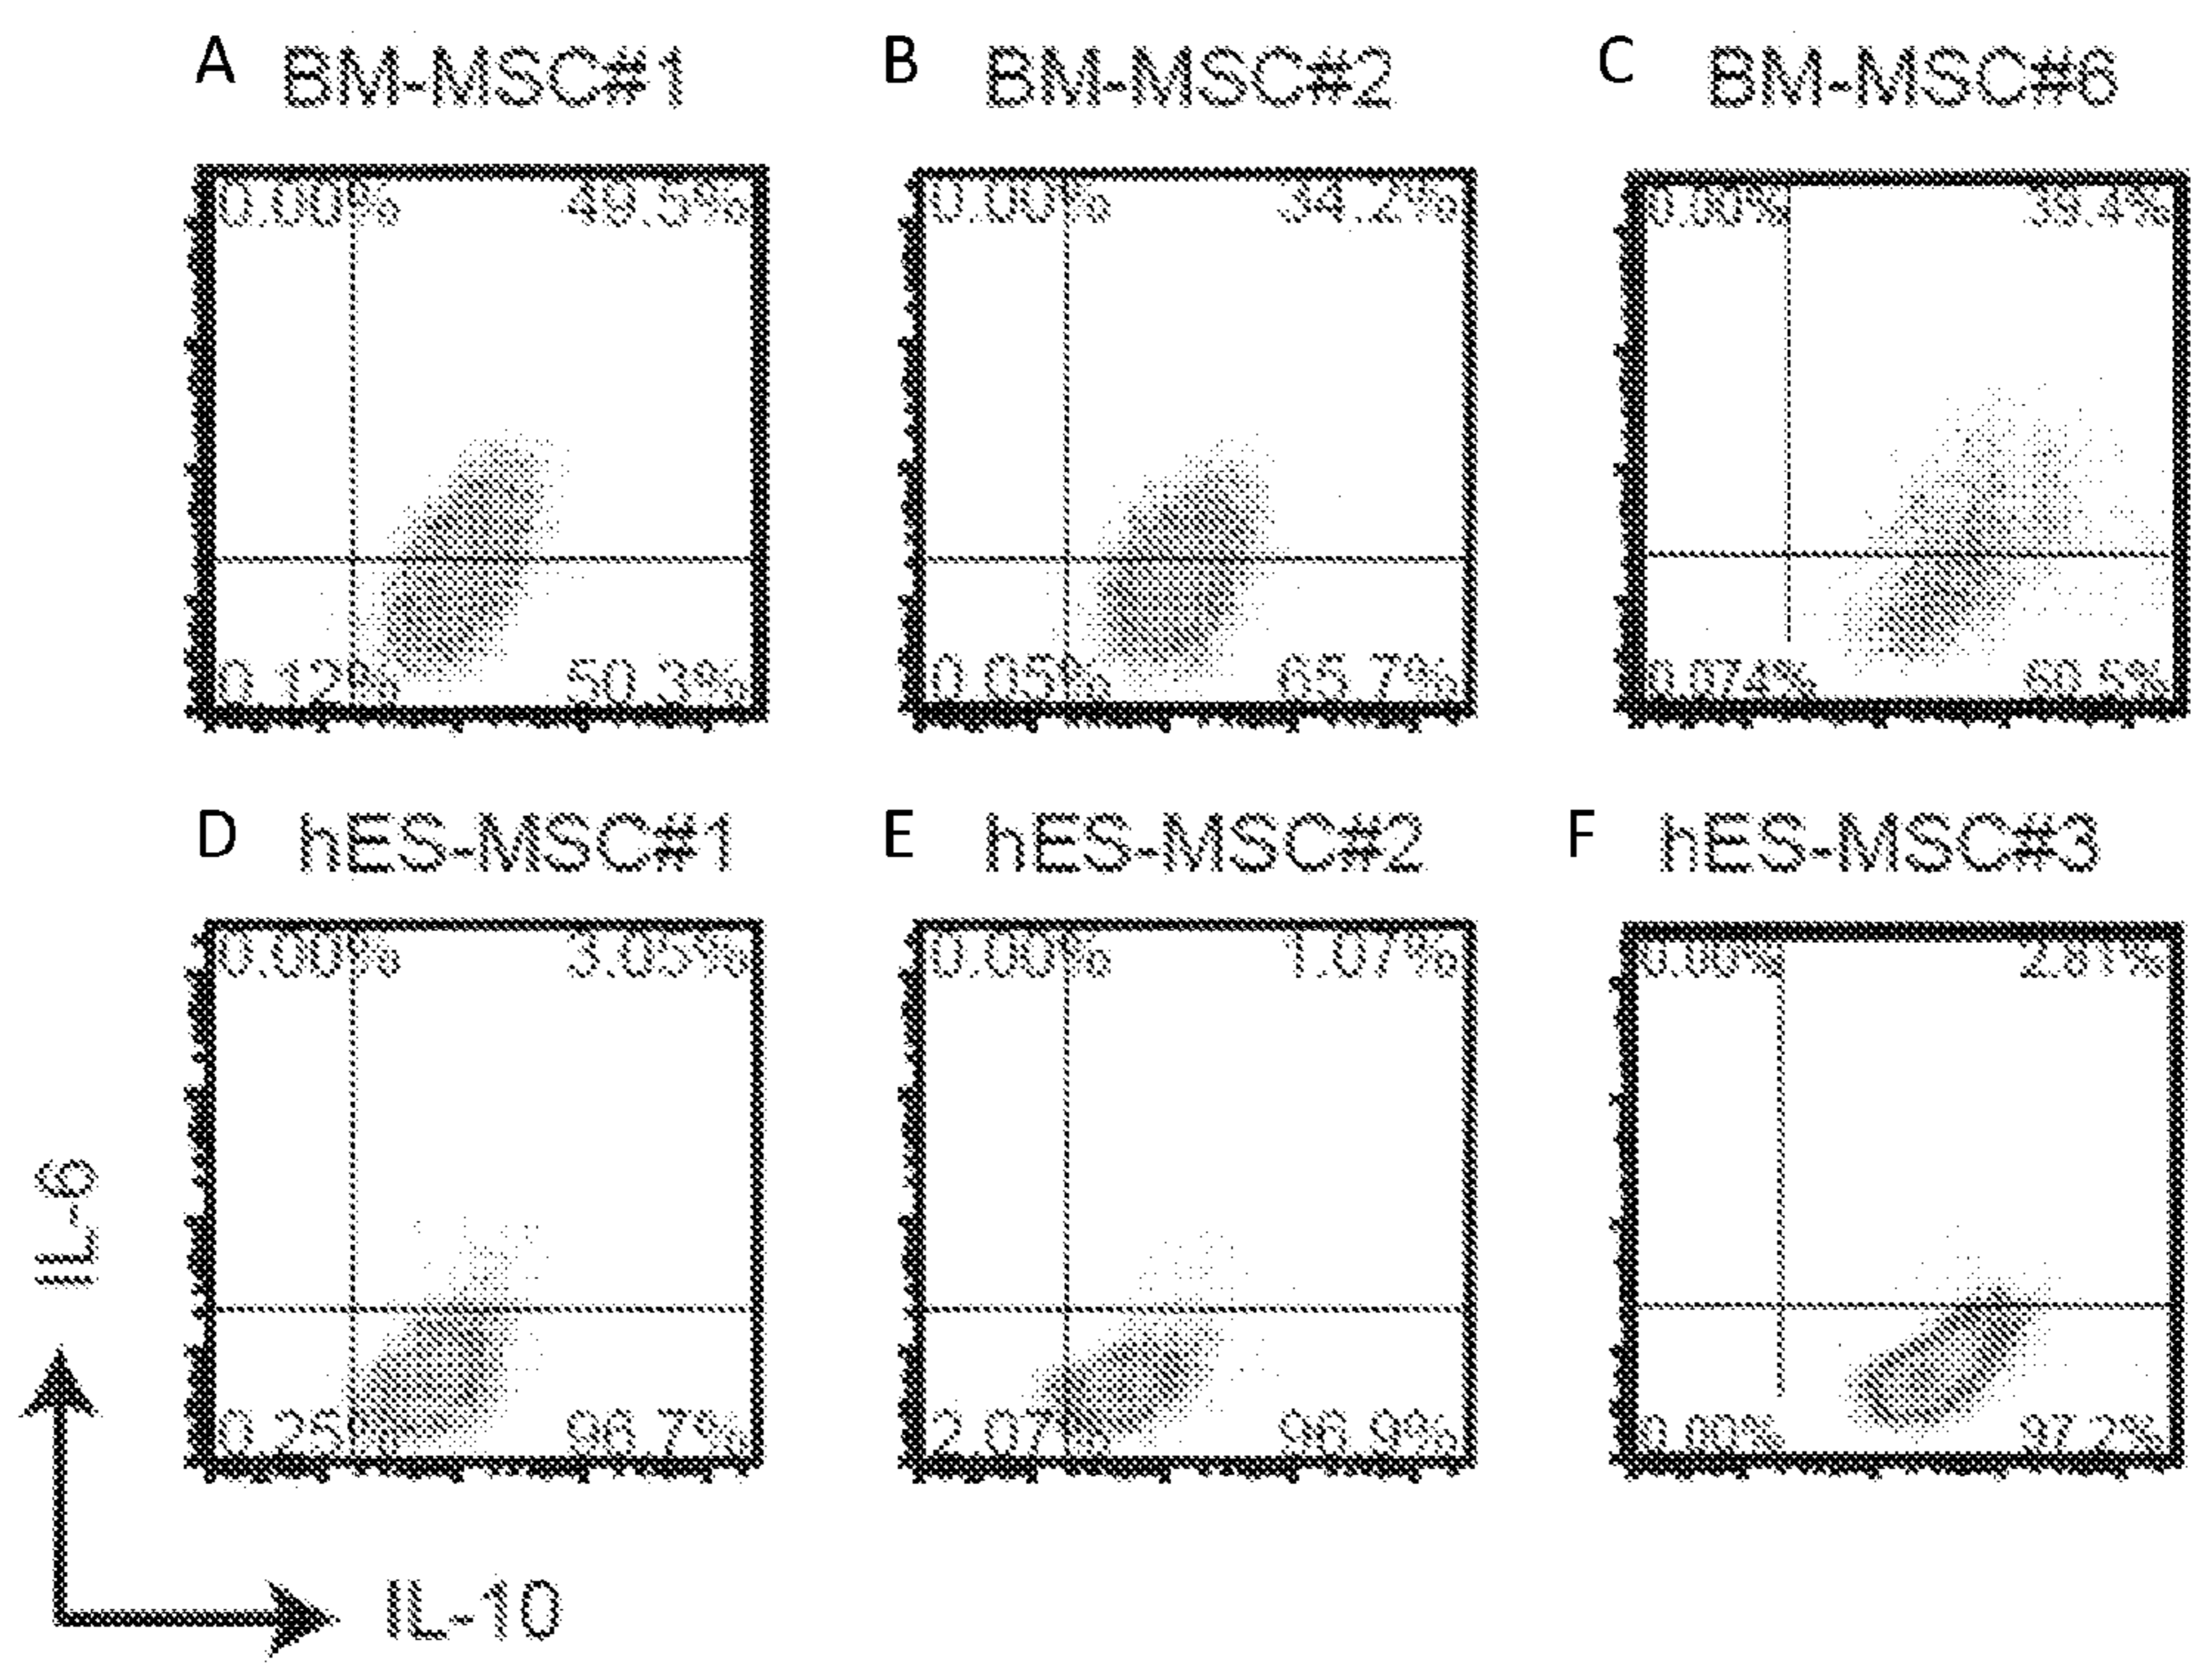 A BM-MSC#1 B BM-MSC#2 C BM-MSC#6
0.00% 49.5% 0.00% 34.2% 0.00% 39.4%
0.12% 50.3% 0.05% 65.7% 0.074% 60.5%
D hES-MSC#1 E hES-MSC#2 F hES-MSC#3
0.00% 3.05% 0.00% 1.07% 0.00% 2.81%
0.25% 96.7% 2.07% 96.9% 0.00% 97.2%
IL-6
IL-10